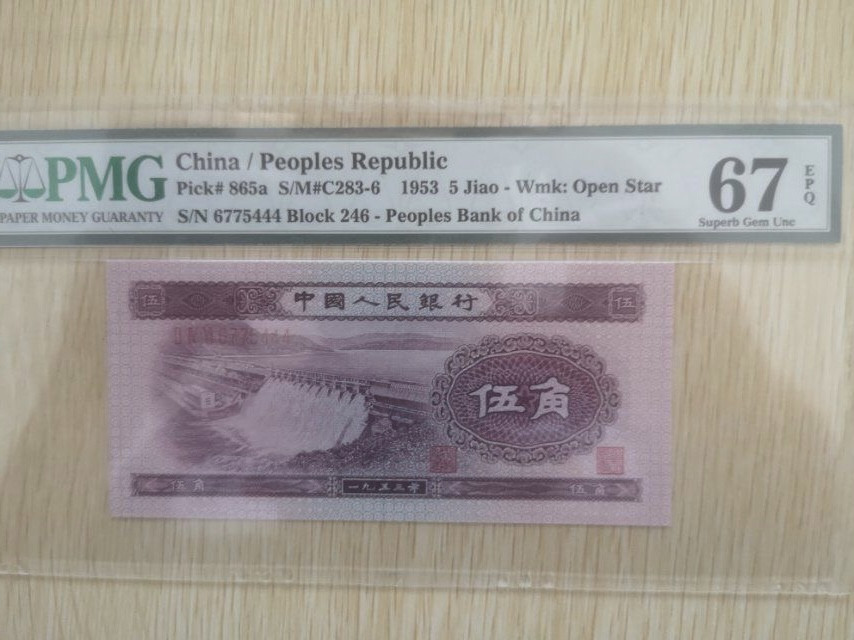 PMG
PAPER MONEY GUARANTY
China / Peoples Republic
Pick# 865a S/M#C283-6 1953 5 Jiao - Wmk: Open Star
S/N 6775444 Block 246 - Peoples Bank of China
67
EPQ
Superb Gem Unc
伍 中國人民銀行 伍
6775444
伍角
伍角 一九五三年 伍角